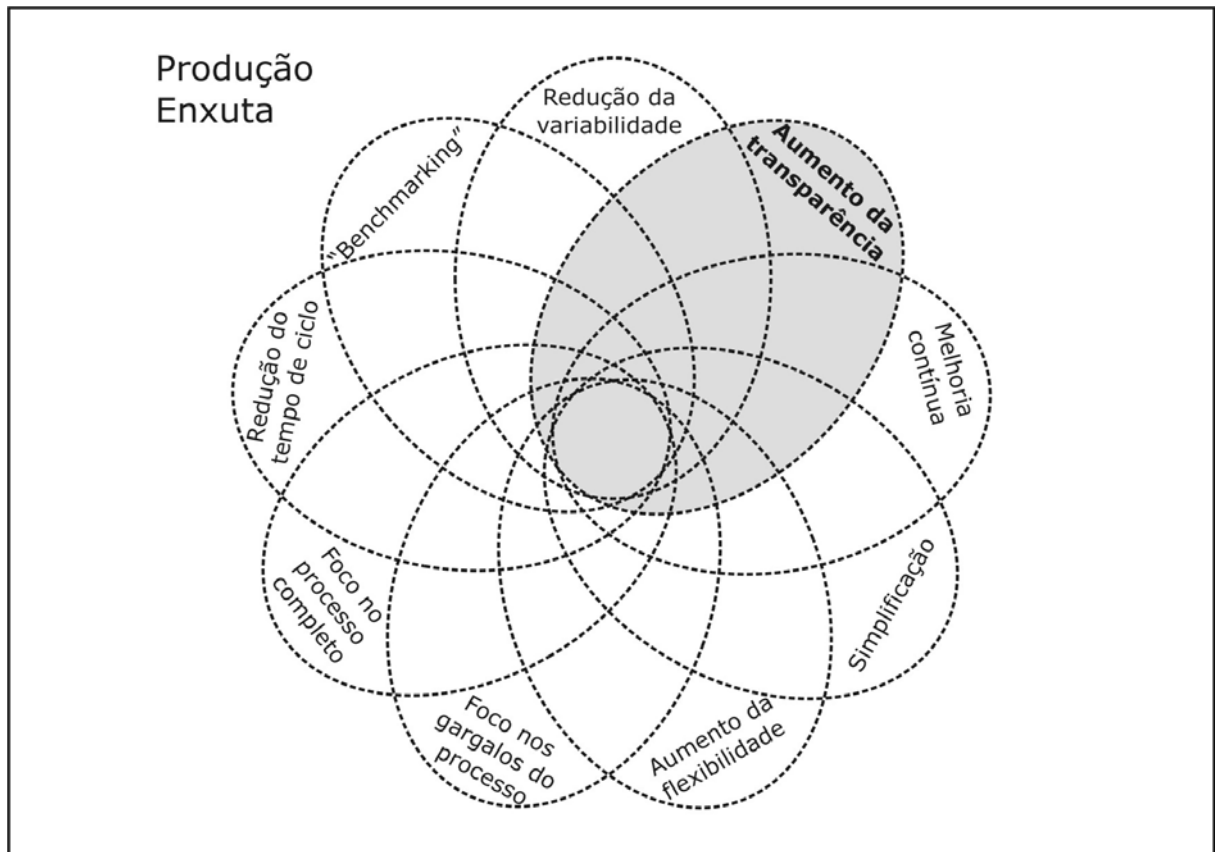 Produção
Enxuta
Redução da
variabilidade
Aumento da
transparência
Melhoria
contínua
Simplificação
Aumento da
flexibilidade
Foco nos
gargalos do
processo
Foco no
processo
completo
Redução do
tempo de ciclo
“Benchmarking”